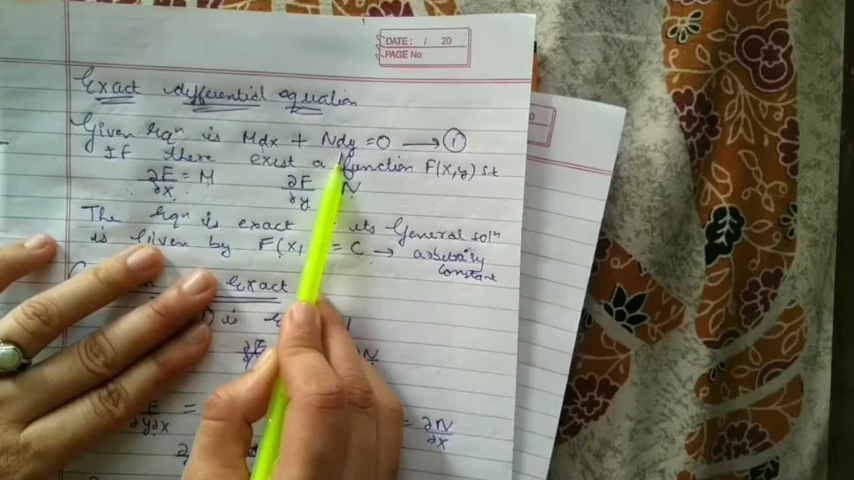 DATE: / 20
PAGE No
Exact differential equation
Given Eqn is Mdx + Ndy = 0 → ①
If there exist a function F(x,y) s.t
∂F/∂x = M ∂F/∂y N
The Eqn is exact its General soln
is given by F(x, = C → arbitrary
constant
Exact
is
∂F N
∂y∂x = = ∂N/∂x